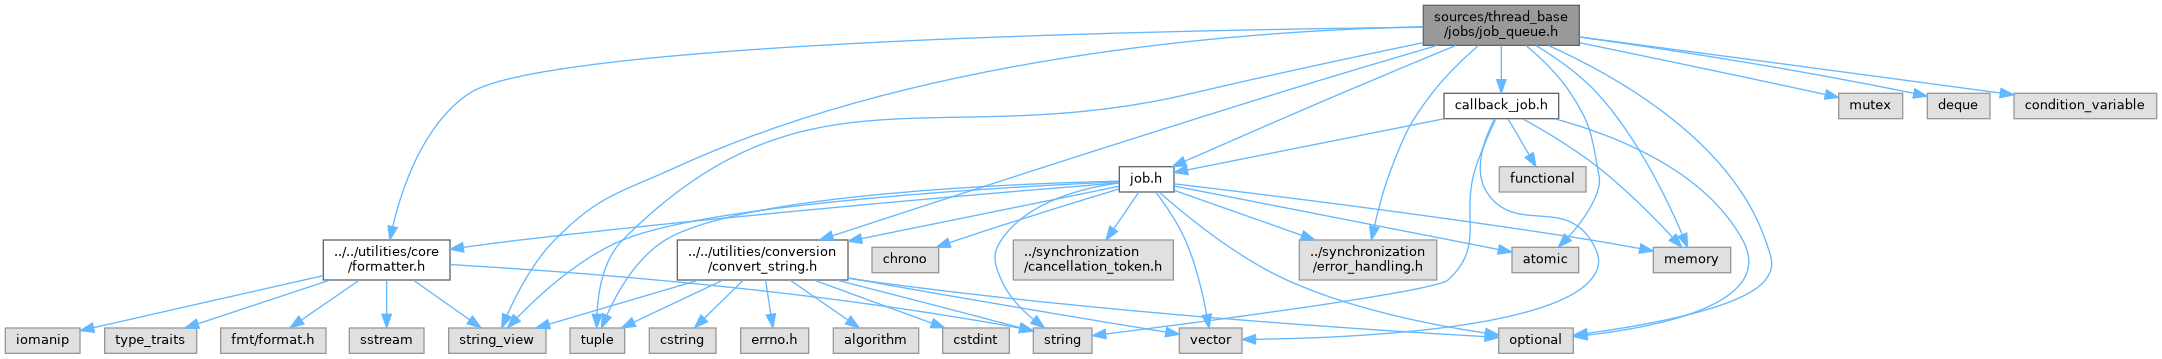 sources/thread_base
/jobs/job_queue.h
callback_job.h
mutex
deque
condition_variable
job.h
functional
../../utilities/core
/formatter.h
../../utilities/conversion
/convert_string.h
chrono
../synchronization
/cancellation_token.h
../synchronization
/error_handling.h
atomic
memory
iomanip
type_traits
fmt/format.h
sstream
string_view
tuple
cstring
errno.h
algorithm
cstdint
string
vector
optional